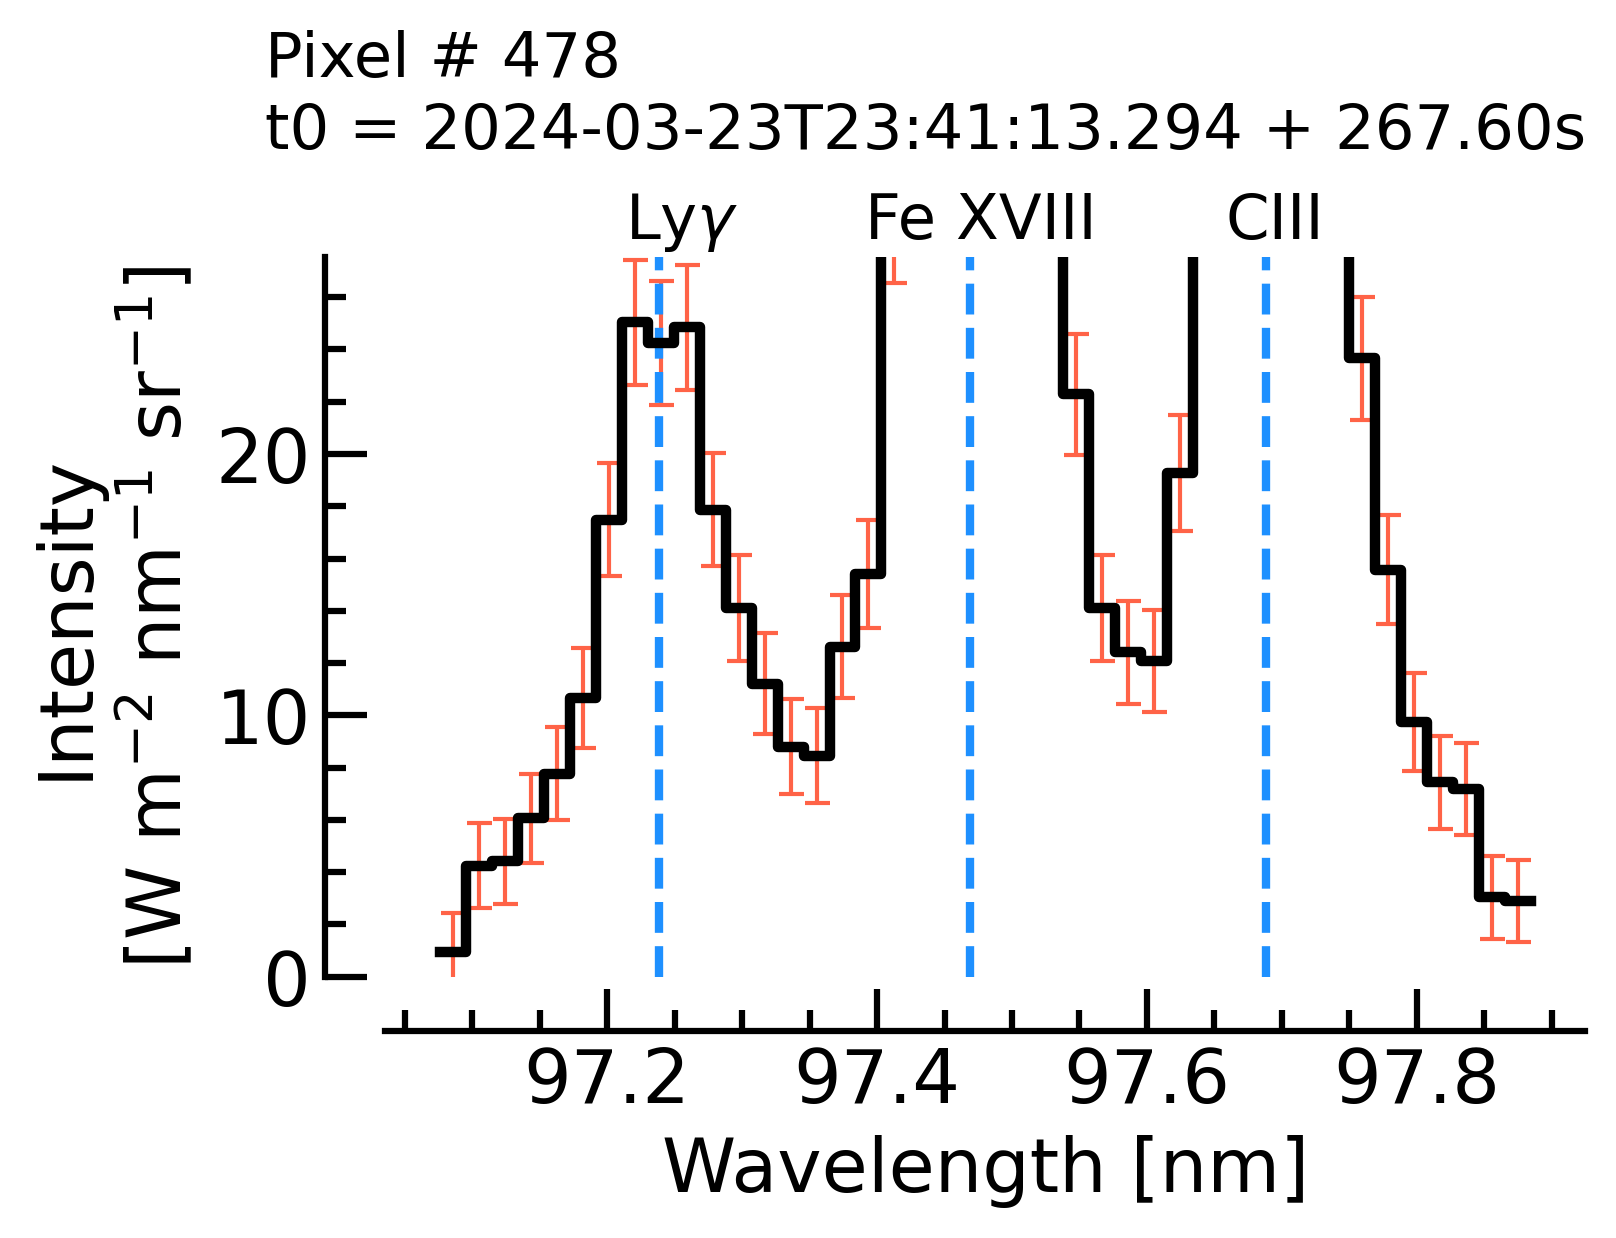 Pixel # 478
t0 = 2024-03-23T23:41:13.294 + 267.60s
Lyγ Fe XVIII CIII
Intensity
[W m⁻² nm⁻¹ sr⁻¹]
20
10
0
97.2 97.4 97.6 97.8
Wavelength [nm]